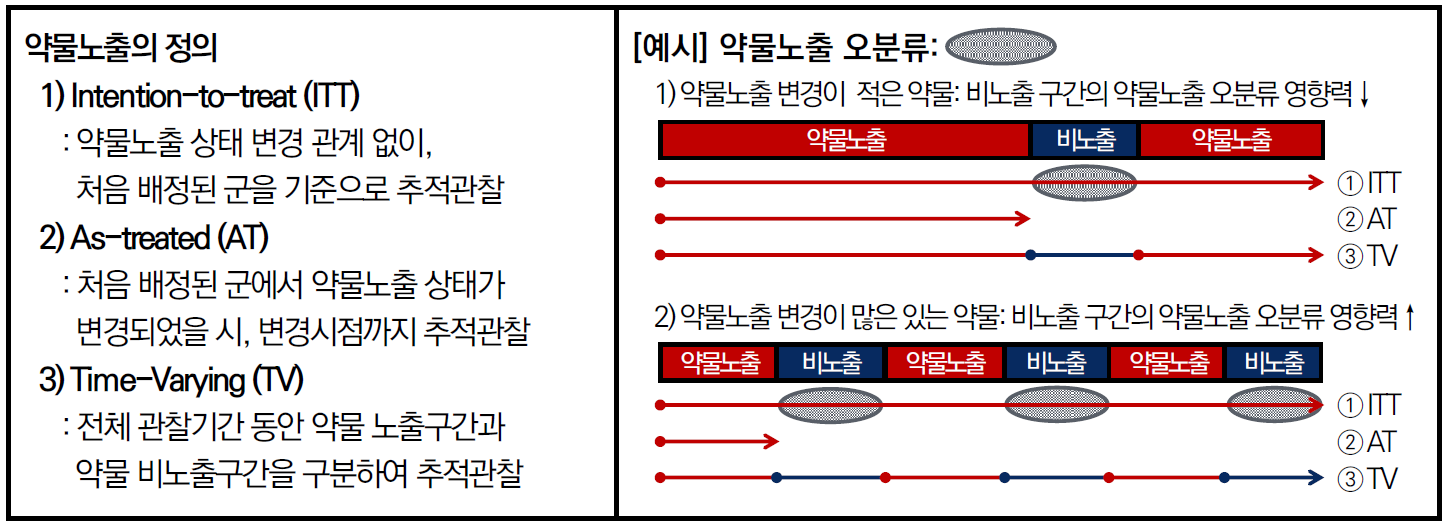 약물노출의 정의
1) Intention-to-treat (ITT)
: 약물노출 상태 변경 관계 없이,
처음 배정된 군을 기준으로 추적관찰
2) As-treated (AT)
: 처음 배정된 군에서 약물노출 상태가
변경되었을 시, 변경시점까지 추적관찰
3) Time-Varying (TV)
: 전체 관찰기간 동안 약물 노출구간과
약물 비노출구간을 구분하여 추적관찰
[예시] 약물노출 오분류:
1) 약물노출 변경이 적은 약물: 비노출 구간의 약물노출 오분류 영향력↓
약물노출 비노출 약물노출
① ITT
② AT
③ TV
2) 약물노출 변경이 많은 있는 약물: 비노출 구간의 약물노출 오분류 영향력↑
약물노출 비노출 약물노출 비노출 약물노출 비노출
① ITT
② AT
③ TV